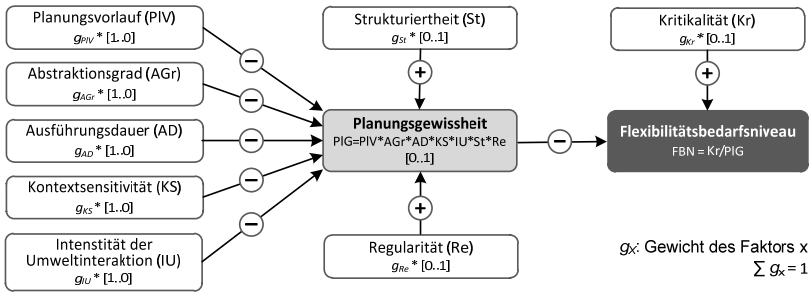 Planungsvorlauf (PlV)
gPlV * [1..0]
Abstraktionsgrad (AGr)
gAGr * [1..0]
Ausführungsdauer (AD)
gAD * [1..0]
Kontextsensitivität (KS)
gKS * [1..0]
Intenstität der
Umweltinteraktion (IU)
gIU * [1..0]
−
−
−
−
−
Strukturiertheit (St)
gSt * [0..1]
+
Planungsgewissheit
PlG=PlV*AGr*AD*KS*IU*St*Re
[0..1]
+
Regularität (Re)
gRe * [0..1]
−
Kritikalität (Kr)
gKr * [0..1]
+
Flexibilitätsbedarfsniveau
FBN = Kr/PlG
gx: Gewicht des Faktors x
∑ gx = 1